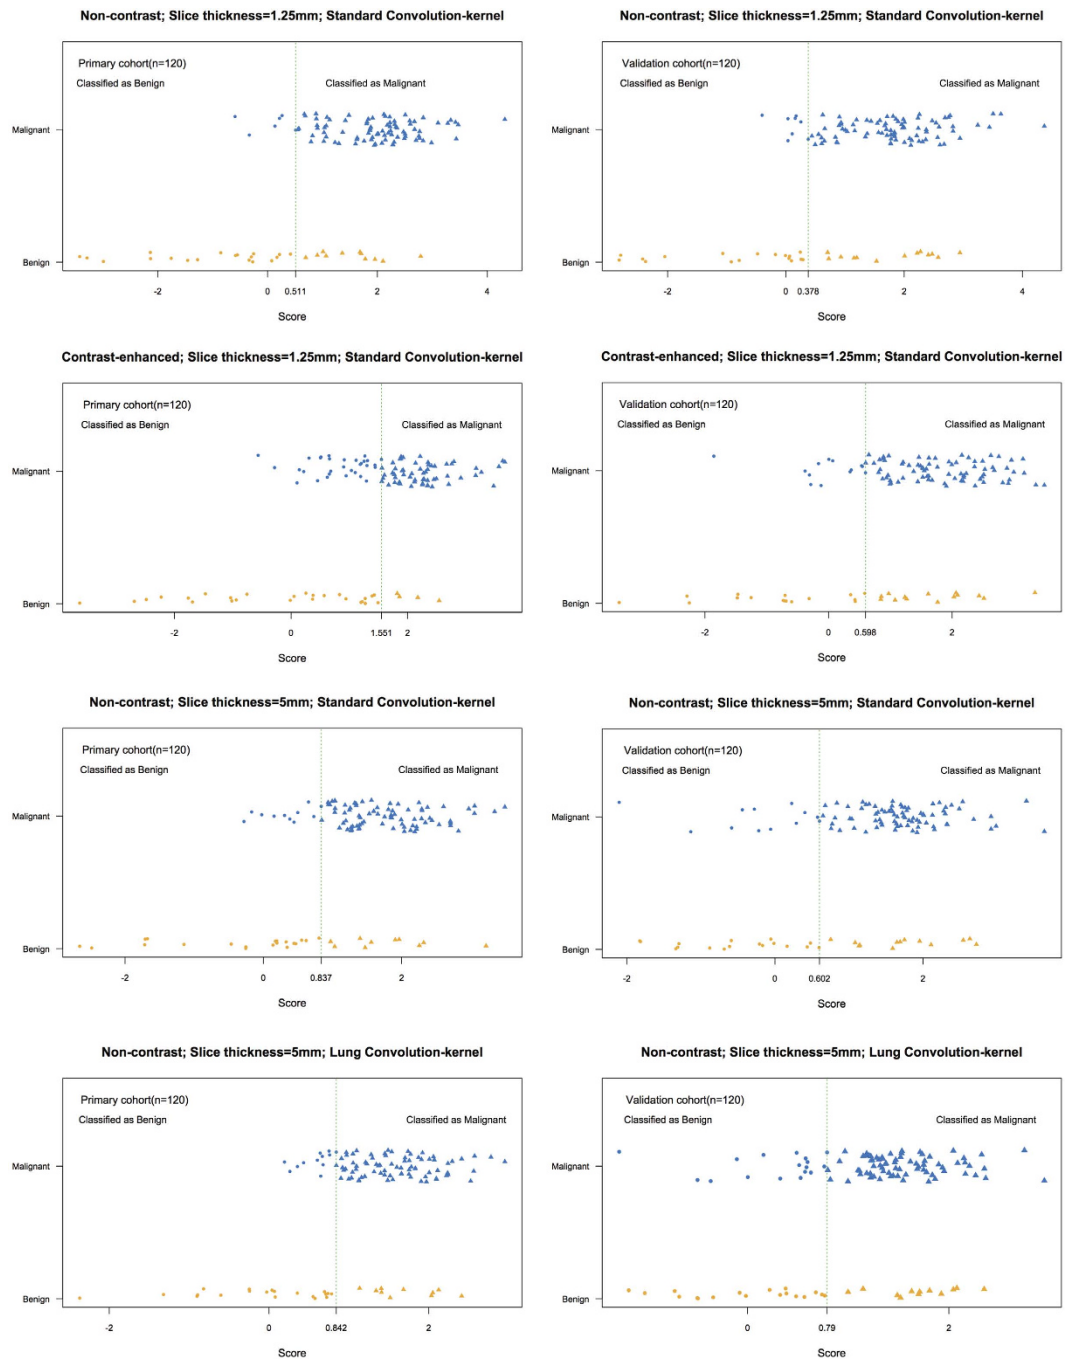 Non-contrast; Slice thickness=1.25mm; Standard Convolution-kernel
Primary cohort(n=120)
Classified as Benign
Classified as Malignant
Malignant
Benign
-2
0
0.511
2
4
Score
Non-contrast; Slice thickness=1.25mm; Standard Convolution-kernel
Validation cohort(n=120)
Classified as Benign
Classified as Malignant
Malignant
Benign
-2
0
0.378
2
4
Score
Contrast-enhanced; Slice thickness=1.25mm; Standard Convolution-kernel
Primary cohort(n=120)
Classified as Benign
Classified as Malignant
Malignant
Benign
-2
0
1.551
2
Score
Contrast-enhanced; Slice thickness=1.25mm; Standard Convolution-kernel
Validation cohort(n=120)
Classified as Benign
Classified as Malignant
Malignant
Benign
-2
0
0.598
2
Score
Non-contrast; Slice thickness=5mm; Standard Convolution-kernel
Primary cohort(n=120)
Classified as Benign
Classified as Malignant
Malignant
Benign
-2
0
0.837
2
Score
Non-contrast; Slice thickness=5mm; Standard Convolution-kernel
Validation cohort(n=120)
Classified as Benign
Classified as Malignant
Malignant
Benign
-2
0
0.602
2
Score
Non-contrast; Slice thickness=5mm; Lung Convolution-kernel
Primary cohort(n=120)
Classified as Benign
Classified as Malignant
Malignant
Benign
-2
0
0.842
2
Score
Non-contrast; Slice thickness=5mm; Lung Convolution-kernel
Validation cohort(n=120)
Classified as Benign
Classified as Malignant
Malignant
Benign
0
0.79
2
Score